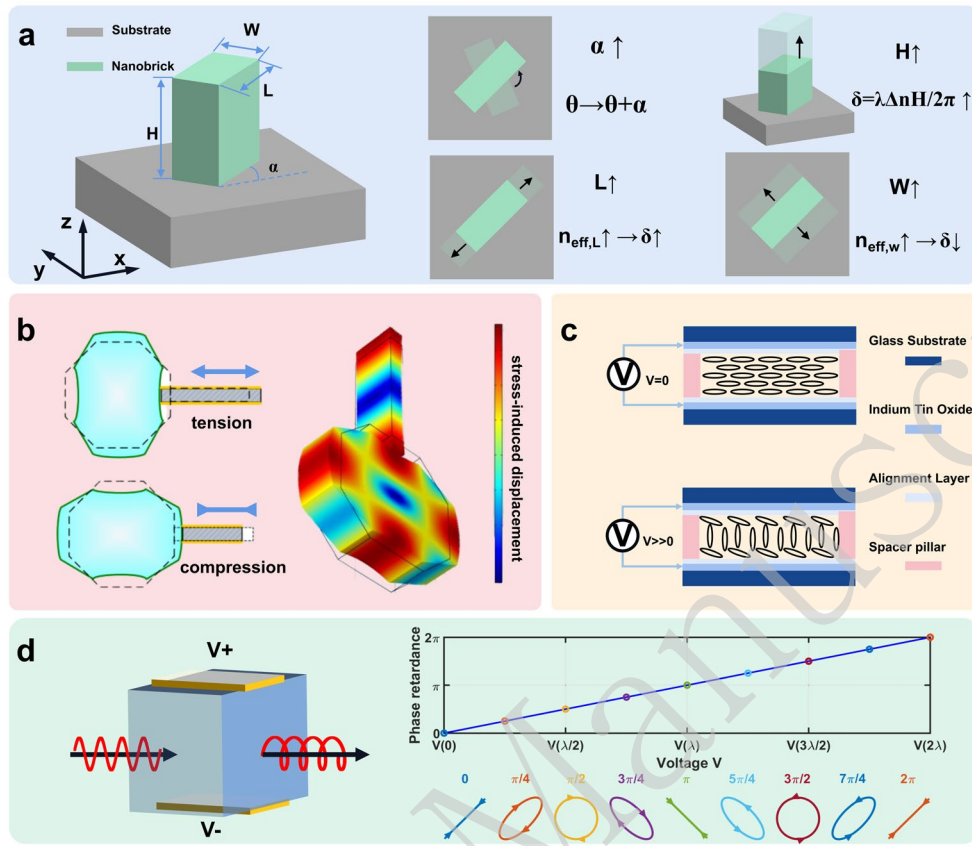 a
Substrate
Nanobrick
W
L
H
α
z
y
x
α ↑
θ→θ+α
H↑
δ=λΔnH/2π ↑
L↑
n_eff,L↑→δ↑
W↑
n_eff,w↑→δ↓
b
tension
compression
stress-induced displacement
c
V
V=0
V
V>>0
Glass Substrate
Indium Tin Oxide
Alignment Layer
Spacer pillar
d
V+
V-
Phase retardance
2π
π
0
V(0) V(λ/2) V(λ) V(3λ/2) V(2λ)
Voltage V
0 π/4 π/2 3π/4 π 5π/4 3π/2 7π/4 2π
Manusc